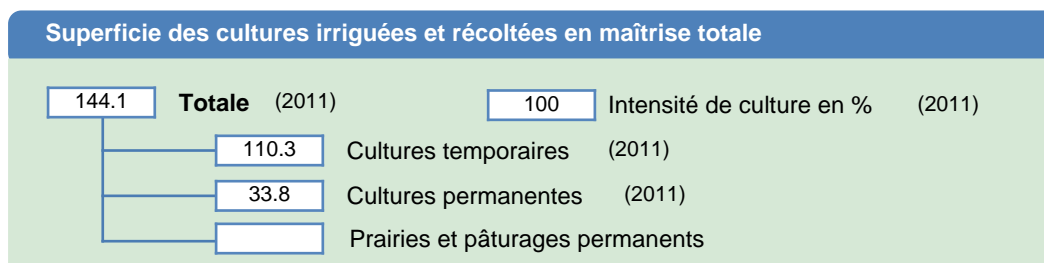 Superficie des cultures irriguées et récoltées en maîtrise totale
144.1 Totale (2011) 100 Intensité de culture en % (2011)
110.3 Cultures temporaires (2011)
33.8 Cultures permanentes (2011)
Prairies et pâturages permanents